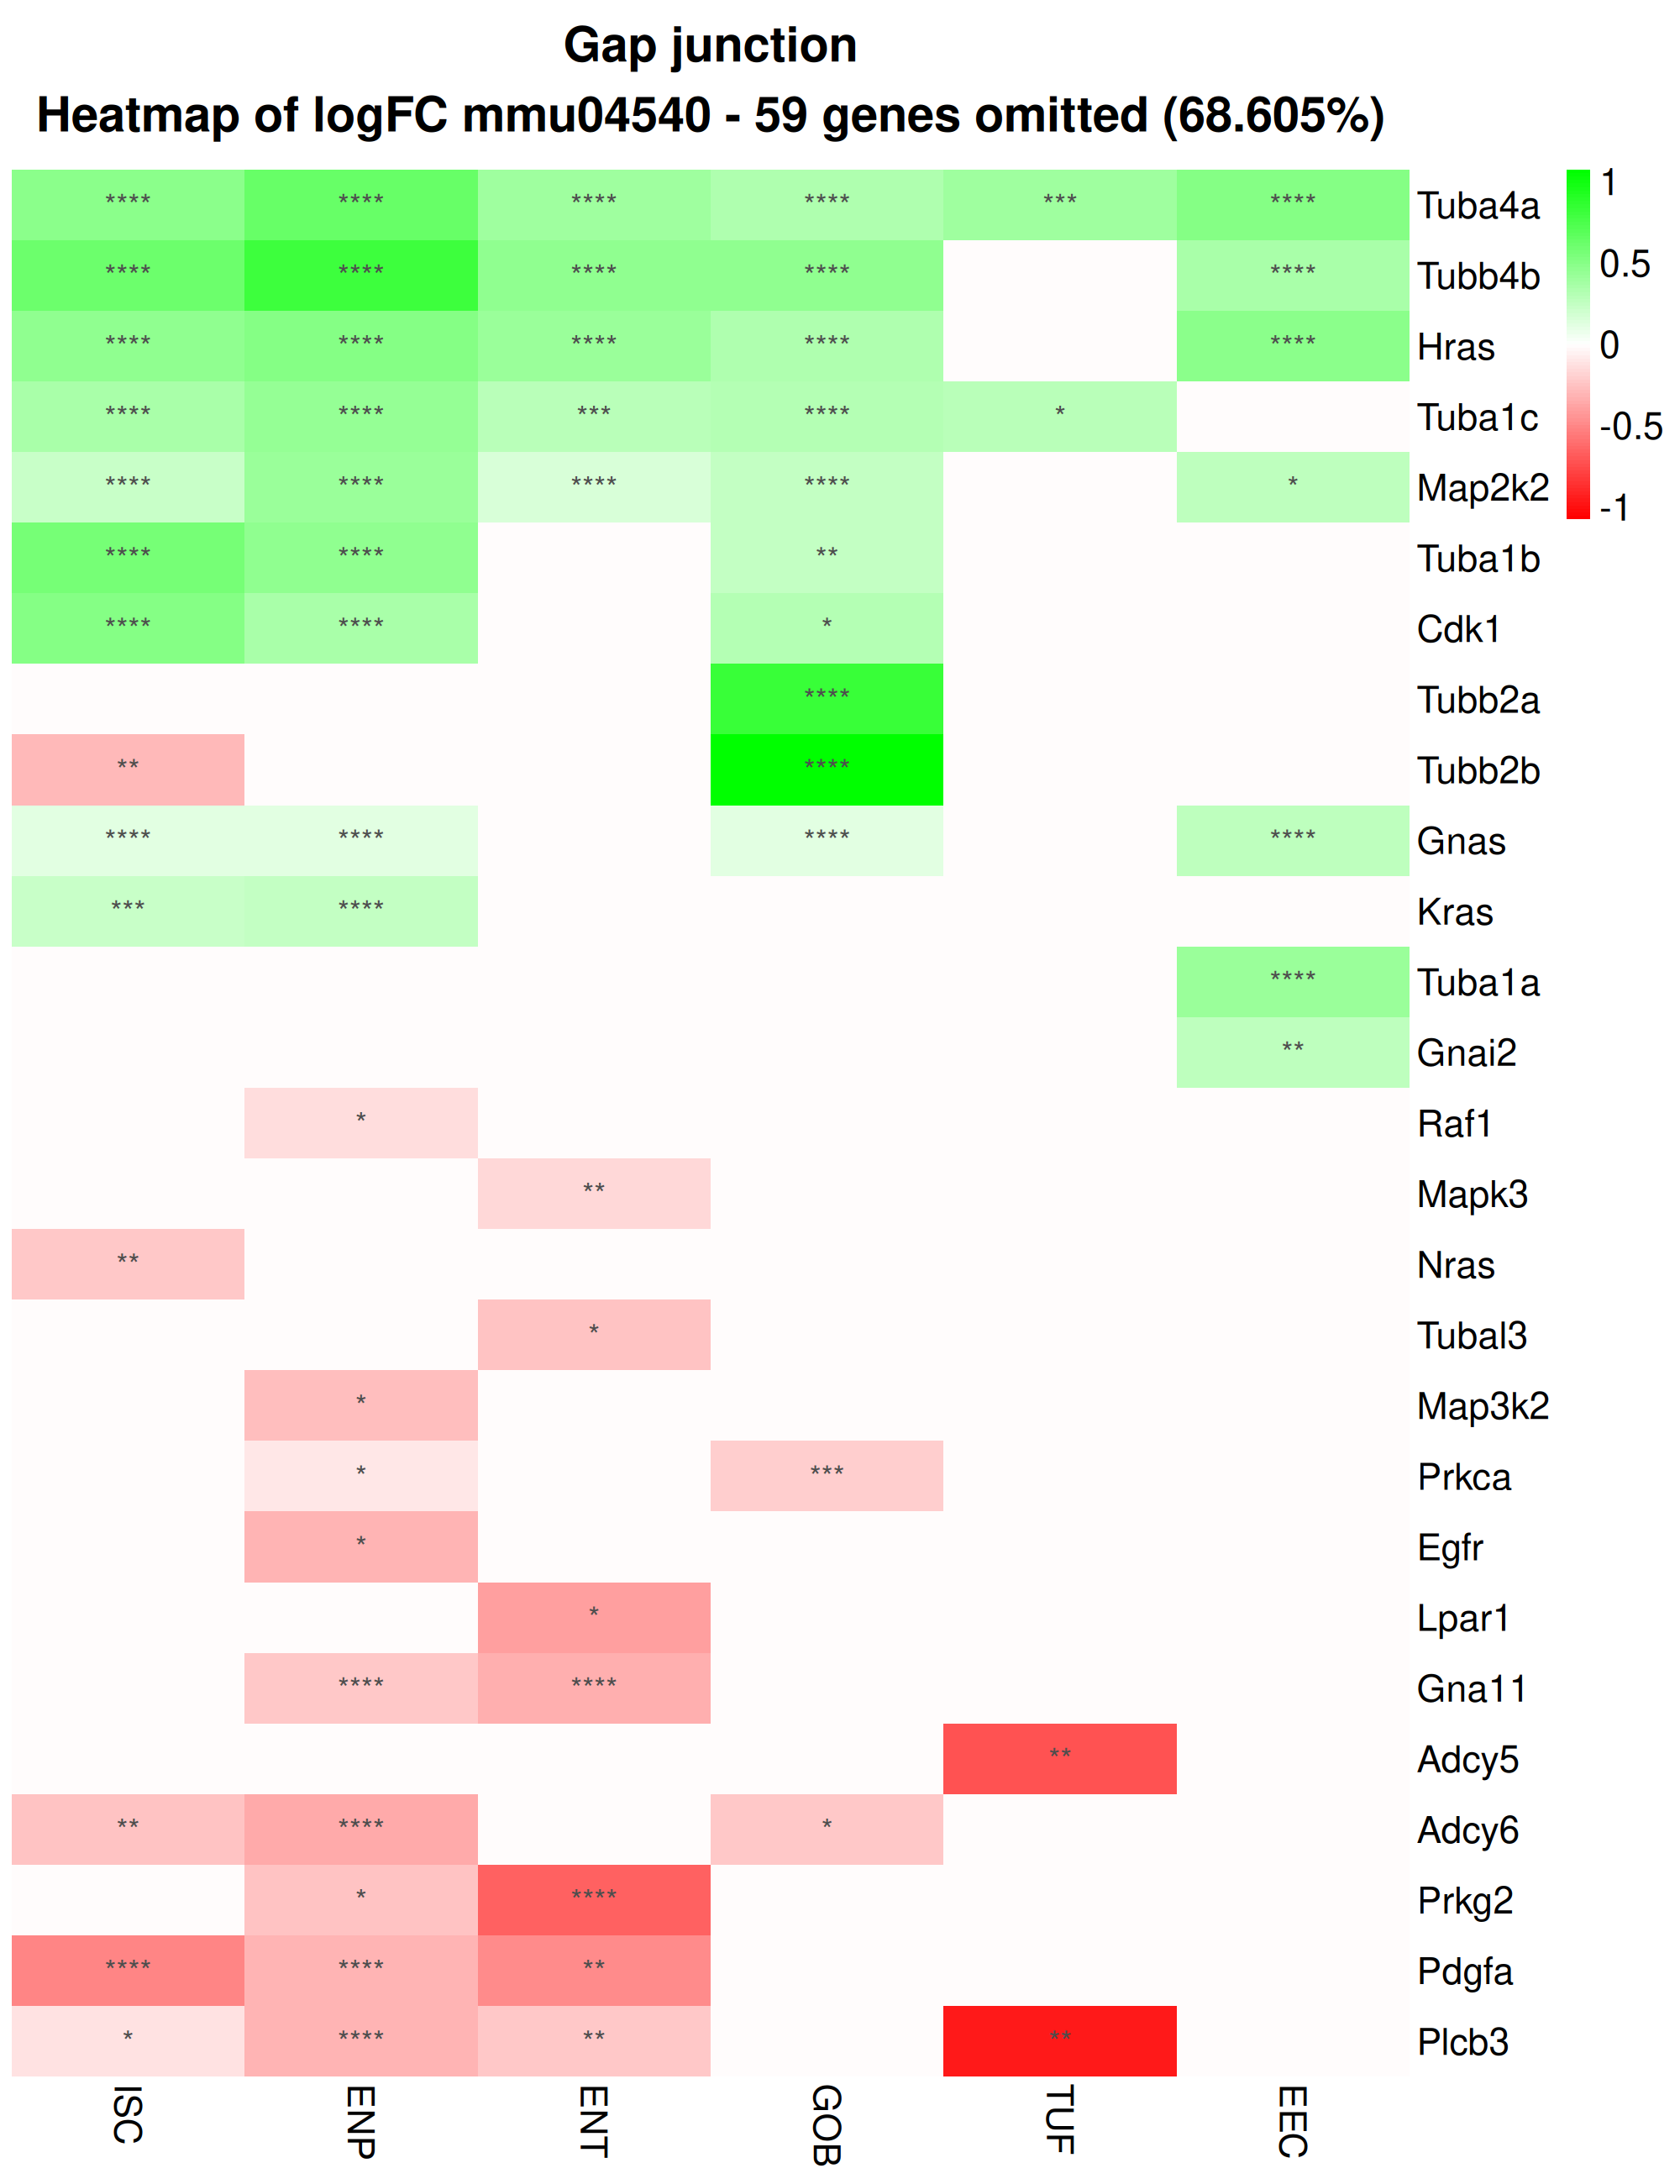 Gap junction
Heatmap of logFC mmu04540 - 59 genes omitted (68.605%)
**** **** **** **** *** **** Tuba4a
**** **** **** **** **** Tubb4b
**** **** **** **** **** Hras
**** **** *** **** * Tuba1c
**** **** **** **** * Map2k2
**** **** ** Tuba1b
**** **** * Cdk1
**** Tubb2a
** **** Tubb2b
**** **** **** **** Gnas
*** **** Kras
**** Tuba1a
** Gnai2
* Raf1
** Mapk3
** Nras
* Tubal3
* Map3k2
* *** Prkca
* Egfr
* Lpar1
**** **** Gna11
** Adcy5
** **** * Adcy6
* **** Prkg2
**** **** ** Pdgfa
* **** ** ** Plcb3
ISC ENP ENT GOB TUF EEC
1
0.5
0
-0.5
-1